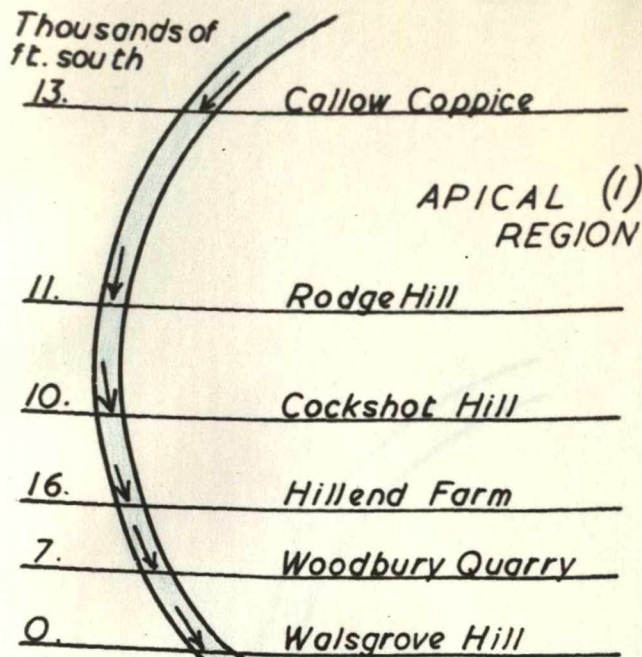 Thousands of
ft. south
13. Callow Coppice
APICAL (1)
REGION
11. Rodge Hill
10. Cockshot Hill
16. Hillend Farm
7. Woodbury Quarry
0. Walsgrove Hill